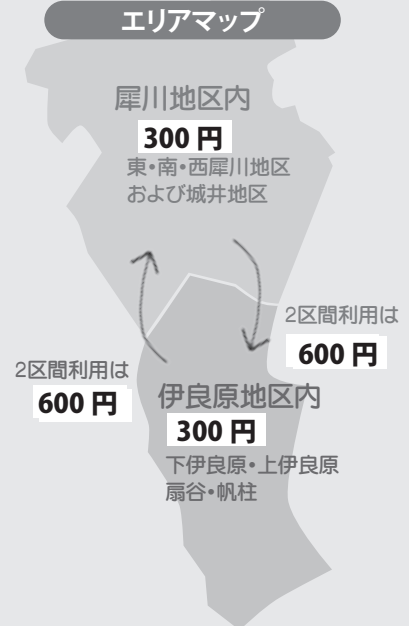 エリアマップ
犀川地区内
300 円
東・南・西犀川地区
および城井地区
2区間利用は
600 円
2区間利用は
600 円
伊良原地区内
300 円
下伊良原・上伊良原
扇谷・帆柱